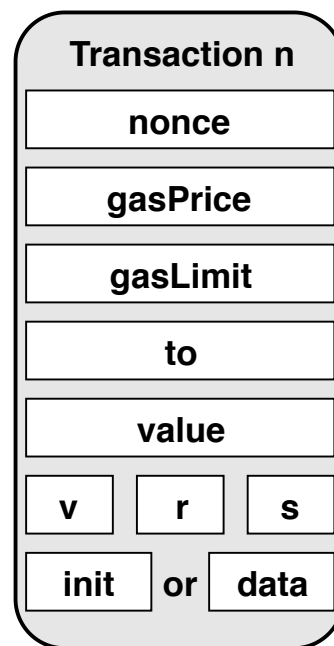 Transaction n
nonce
gasPrice
gasLimit
to
value
v r s
init or data